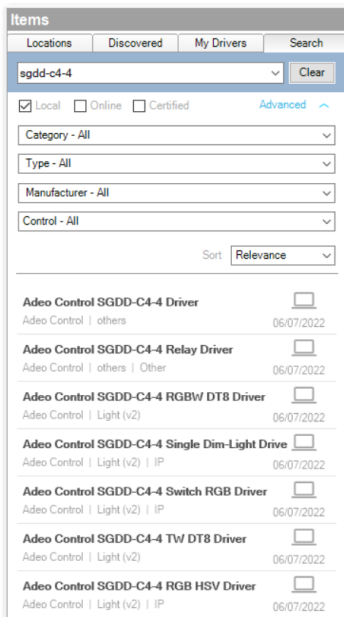 Items
Locations Discovered My Drivers Search
sgdd-c4-4 Clear
Local Online Certified Advanced
Category - All
Type - All
Manufacturer - All
Control - All
Sort Relevance
Adeo Control SGDD-C4-4 Driver
Adeo Control | others 06/07/2022
Adeo Control SGDD-C4-4 Relay Driver
Adeo Control | others | Other 06/07/2022
Adeo Control SGDD-C4-4 RGBW DT8 Driver
Adeo Control | Light (v2) 06/07/2022
Adeo Control SGDD-C4-4 Single Dim-Light Drive
Adeo Control | Light (v2) | IP 06/07/2022
Adeo Control SGDD-C4-4 Switch RGB Driver
Adeo Control | Light (v2) | IP 06/07/2022
Adeo Control SGDD-C4-4 TW DT8 Driver
Adeo Control | Light (v2) 06/07/2022
Adeo Control SGDD-C4-4 RGB HSV Driver
Adeo Control | Light (v2) | IP 06/07/2022